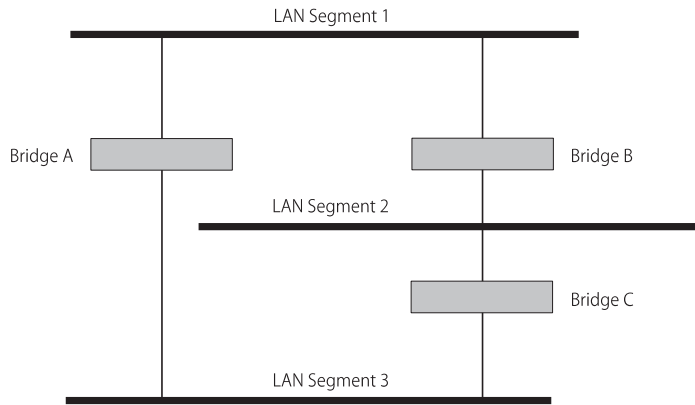 LAN Segment 1
Bridge A
Bridge B
LAN Segment 2
Bridge C
LAN Segment 3